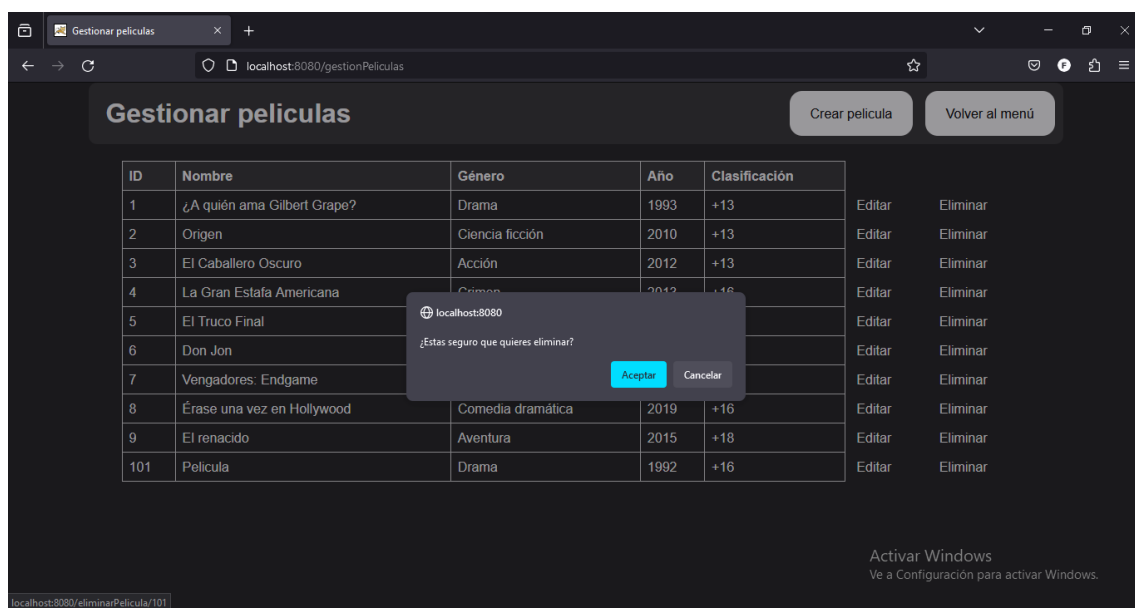 Gestionar peliculas
localhost:8080/gestionPeliculas
F
Gestionar peliculas
Crear pelicula
Volver al menú
ID Nombre Género Año Clasificación
1 ¿A quién ama Gilbert Grape? Drama 1993 +13 Editar Eliminar
2 Origen Ciencia ficción 2010 +13 Editar Eliminar
3 El Caballero Oscuro Acción 2012 +13 Editar Eliminar
4 La Gran Estafa Americana Crimen 2013 +16 Editar Eliminar
5 El Truco Final Editar Eliminar
6 Don Jon Editar Eliminar
7 Vengadores: Endgame Editar Eliminar
8 Érase una vez en Hollywood Comedia dramática 2019 +16 Editar Eliminar
9 El renacido Aventura 2015 +18 Editar Eliminar
101 Pelicula Drama 1992 +16 Editar Eliminar
localhost:8080
¿Estas seguro que quieres eliminar?
Aceptar
Cancelar
Activar Windows
Ve a Configuración para activar Windows.
localhost:8080/eliminarPelicula/101